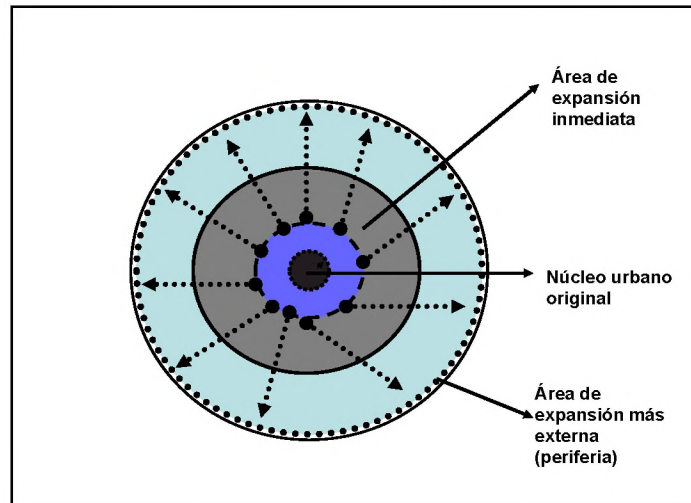 Área de
expansión
inmediata
Núcleo urbano
original
Área de
expansión más
externa
(periferia)